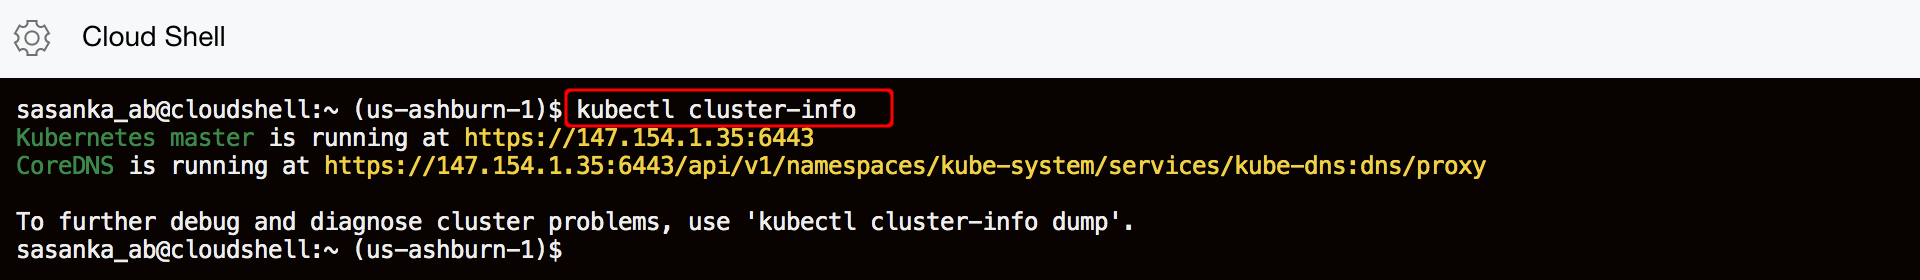 Cloud Shell
sasanka_ab@cloudshell:~ (us-ashburn-1)$ kubectl cluster-info
Kubernetes master is running at https://147.154.1.35:6443
CoreDNS is running at https://147.154.1.35:6443/api/v1/namespaces/kube-system/services/kube-dns:dns/proxy
To further debug and diagnose cluster problems, use 'kubectl cluster-info dump'.
sasanka_ab@cloudshell:~ (us-ashburn-1)$